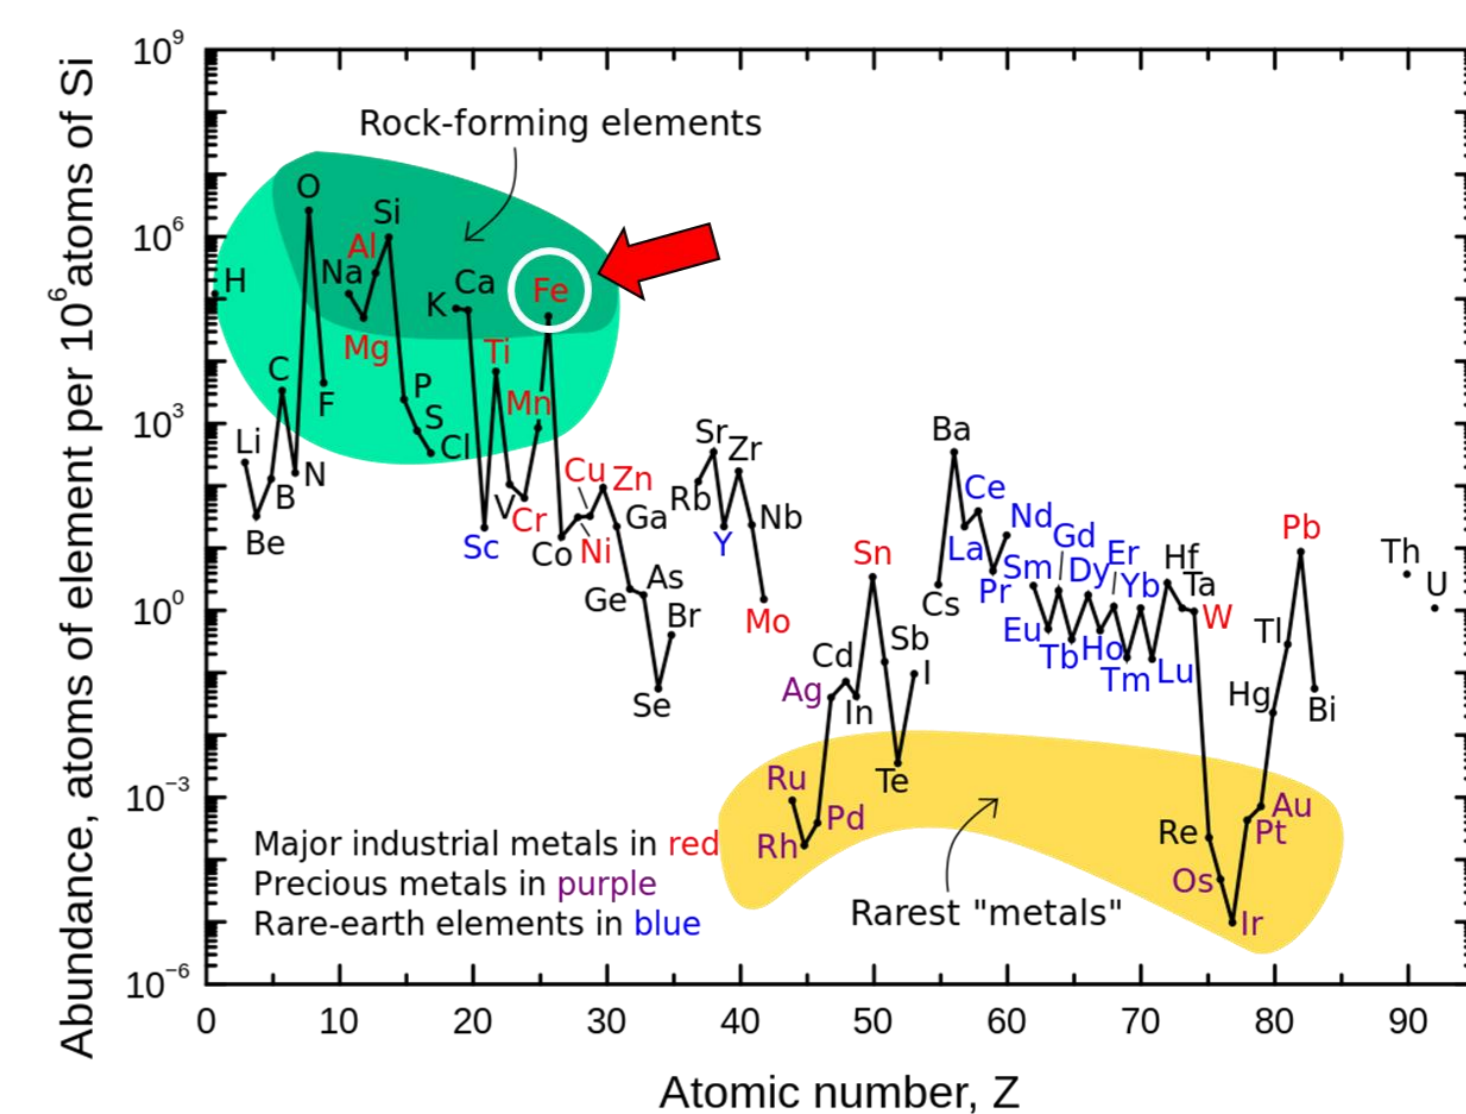 Abundance, atoms of element per 10⁶ atoms of Si
10⁹
10⁶
10³
10⁰
10⁻³
10⁻⁶
Rock-forming elements
H
Li
Be
B
C
N
O
F
Na
Mg
Al
Si
P
S
Cl
K
Ca
Sc
Ti
V
Cr
Mn
Fe
Co
Ni
Cu
Zn
Ga
Ge
As
Se
Br
Rb
Sr
Y
Zr
Nb
Mo
Ru
Rh
Pd
Ag
Cd
In
Sn
Sb
Te
I
Cs
Ba
La
Ce
Pr
Nd
Sm
Eu
Gd
Tb
Dy
Ho
Er
Tm
Yb
Lu
Hf
Ta
W
Re
Os
Ir
Pt
Au
Hg
Tl
Pb
Bi
Th
U
Major industrial metals in red
Precious metals in purple
Rare-earth elements in blue
Rarest "metals"
0 10 20 30 40 50 60 70 80 90
Atomic number, Z